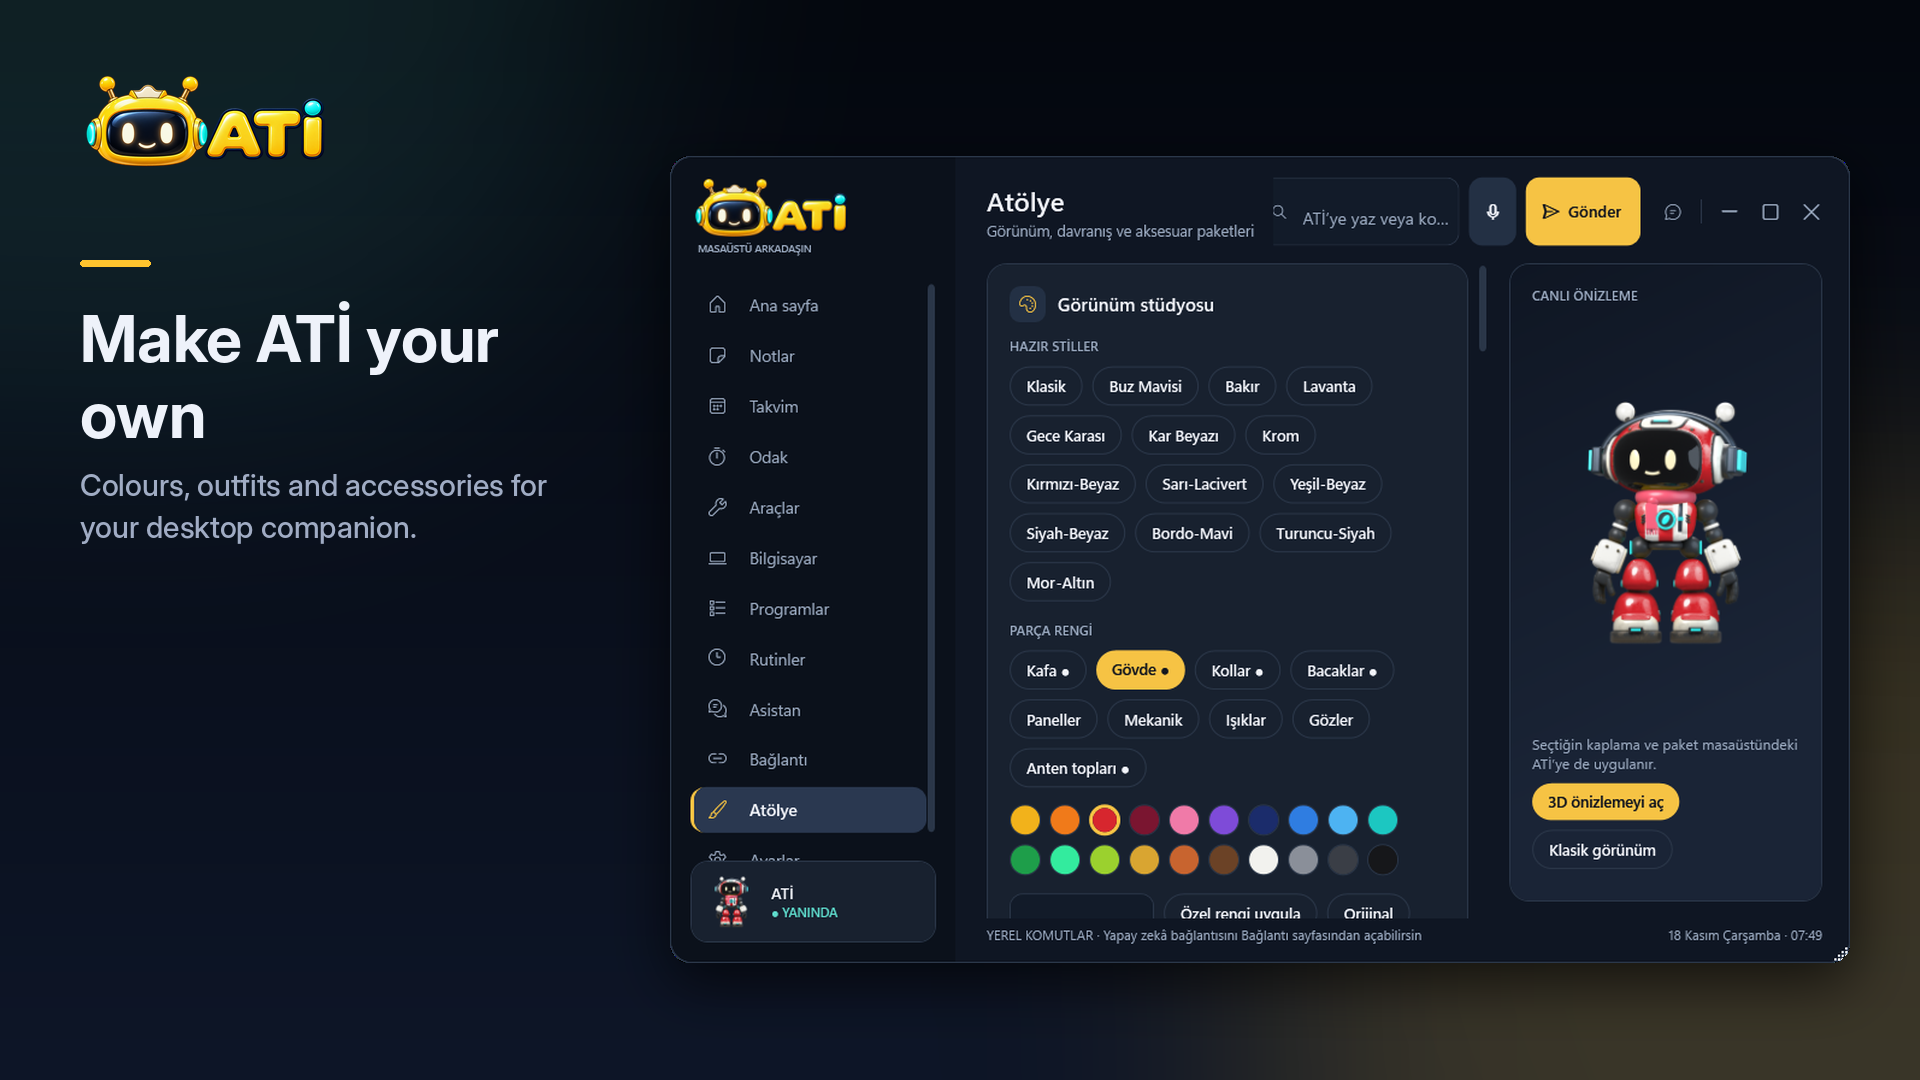 ATi
Make ATİ your
own
Colours, outfits and accessories for
your desktop companion.
ATi
MASAÜSTÜ ARKADAŞIN
Ana sayfa
Notlar
Takvim
Odak
Araçlar
Bilgisayar
Programlar
Rutinler
Asistan
Bağlantı
Atölye
Ayarlar
ATİ
● YANINDA
Atölye
Görünüm, davranış ve aksesuar paketleri
ATİ'ye yaz veya ko...
Gönder
Görünüm stüdyosu
HAZIR STİLLER
Klasik Buz Mavisi Bakır Lavanta
Gece Karası Kar Beyazı Krom
Kırmızı-Beyaz Sarı-Lacivert Yeşil-Beyaz
Siyah-Beyaz Bordo-Mavi Turuncu-Siyah
Mor-Altın
PARÇA RENGİ
Kafa ● Gövde ● Kollar ● Bacaklar ●
Paneller Mekanik Işıklar Gözler
Anten topları ●
Özel rengi uygula Orijinal
CANLI ÖNİZLEME
Seçtiğin kaplama ve paket masaüstündeki
ATİ'ye de uygulanır.
3D önizlemeyi aç
Klasik görünüm
YEREL KOMUTLAR · Yapay zekâ bağlantısını Bağlantı sayfasından açabilirsin
18 Kasım Çarşamba · 07:49